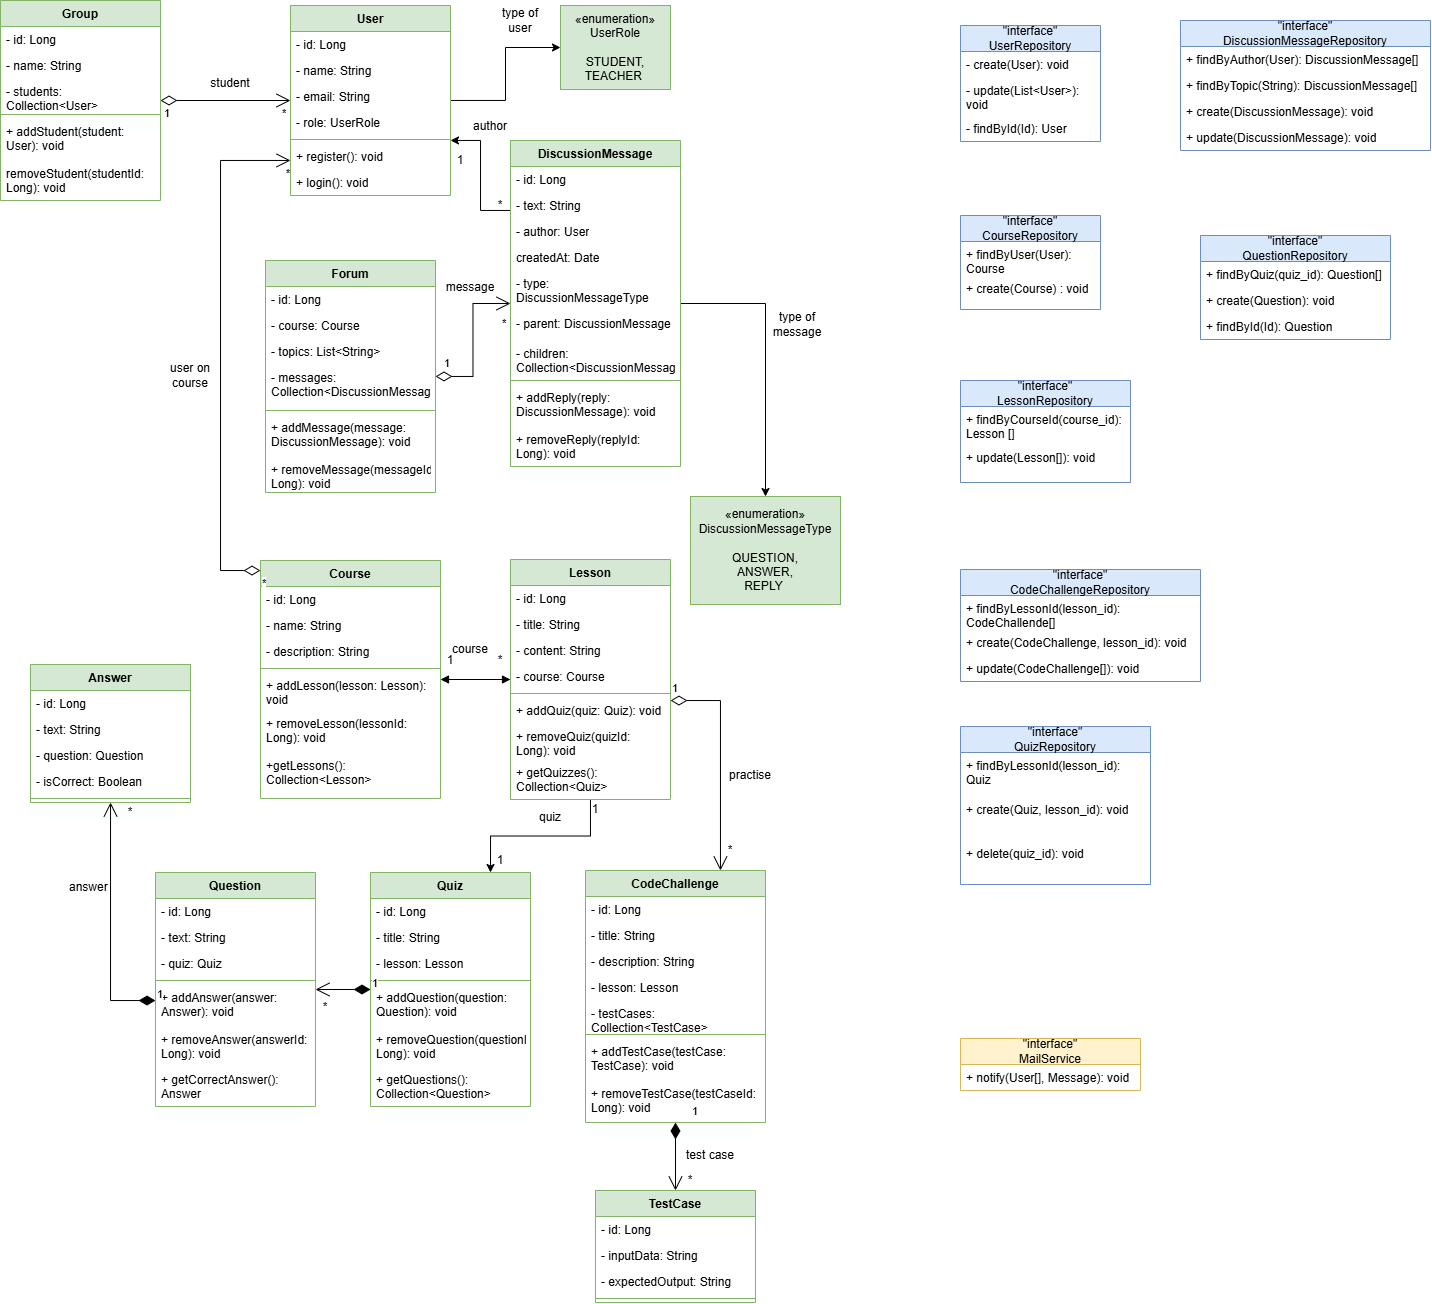 Group
- id: Long
- name: String
- students:
Collection<User>
+ addStudent(student:
User): void
removeStudent(studentId:
Long): void
student
1
*
User
- id: Long
- name: String
- email: String
- role: UserRole
+ register(): void
+ login(): void
*
type of
user
«enumeration»
UserRole
STUDENT,
TEACHER
author
1
*
DiscussionMessage
- id: Long
- text: String
- author: User
createdAt: Date
- type:
DiscussionMessageType
- parent: DiscussionMessage
- children:
Collection<DiscussionMessag
+ addReply(reply:
DiscussionMessage): void
+ removeReply(replyId:
Long): void
Forum
- id: Long
- course: Course
- topics: List<String>
- messages:
Collection<DiscussionMessag
+ addMessage(message:
DiscussionMessage): void
+ removeMessage(messageId
Long): void
message
1
*
type of
message
«enumeration»
DiscussionMessageType
QUESTION,
ANSWER,
REPLY
user on
course
*
Course
- id: Long
- name: String
- description: String
+ addLesson(lesson: Lesson):
void
+ removeLesson(lessonId:
Long): void
+getLessons():
Collection<Lesson>
course
1
*
Lesson
- id: Long
- title: String
- content: String
- course: Course
+ addQuiz(quiz: Quiz): void
+ removeQuiz(quizId:
Long): void
+ getQuizzes():
Collection<Quiz>
1
practise
*
Answer
- id: Long
- text: String
- question: Question
- isCorrect: Boolean
*
answer
quiz
1
1
Question
- id: Long
- text: String
- quiz: Quiz
1
+ addAnswer(answer:
Answer): void
+ removeAnswer(answerId:
Long): void
+ getCorrectAnswer():
Answer
*
Quiz
- id: Long
- title: String
- lesson: Lesson
1
+ addQuestion(question:
Question): void
+ removeQuestion(questionI
Long): void
+ getQuestions():
Collection<Question>
CodeChallenge
- id: Long
- title: String
- description: String
- lesson: Lesson
- testCases:
Collection<TestCase>
+ addTestCase(testCase:
TestCase): void
+ removeTestCase(testCaseId:
Long): void
1
test case
*
TestCase
- id: Long
- inputData: String
- expectedOutput: String
"interface"
UserRepository
- create(User): void
- update(List<User>):
void
- findById(Id): User
"interface"
DiscussionMessageRepository
+ findByAuthor(User): DiscussionMessage[]
+ findByTopic(String): DiscussionMessage[]
+ create(DiscussionMessage): void
+ update(DiscussionMessage): void
"interface"
CourseRepository
+ findByUser(User):
Course
+ create(Course) : void
"interface"
QuestionRepository
+ findByQuiz(quiz_id): Question[]
+ create(Question): void
+ findById(Id): Question
"interface"
LessonRepository
+ findByCourseId(course_id):
Lesson []
+ update(Lesson[]): void
"interface"
CodeChallengeRepository
+ findByLessonId(lesson_id):
CodeChallende[]
+ create(CodeChallenge, lesson_id): void
+ update(CodeChallenge[]): void
"interface"
QuizRepository
+ findByLessonId(lesson_id):
Quiz
+ create(Quiz, lesson_id): void
+ delete(quiz_id): void
"interface"
MailService
+ notify(User[], Message): void